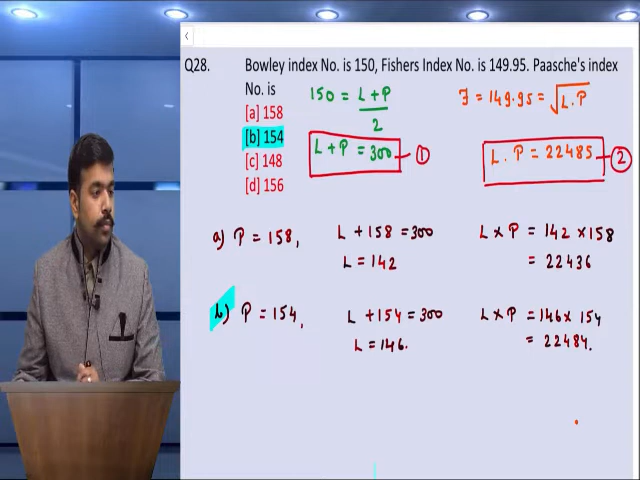 Q28. Bowley index No. is 150, Fishers Index No. is 149.95. Paasche's index
No. is
[a] 158
[b] 154
[c] 148
[d] 156
150 = L+P / 2
L + P = 300 — ①
F = 149.95 = √L.P
L . P = 22485 — ②
a) P = 158, L + 158 = 300 L × P = 142 × 158
L = 142 = 22436
b) P = 154, L + 154 = 300 L × P = 146 × 154
L = 146. = 22484.